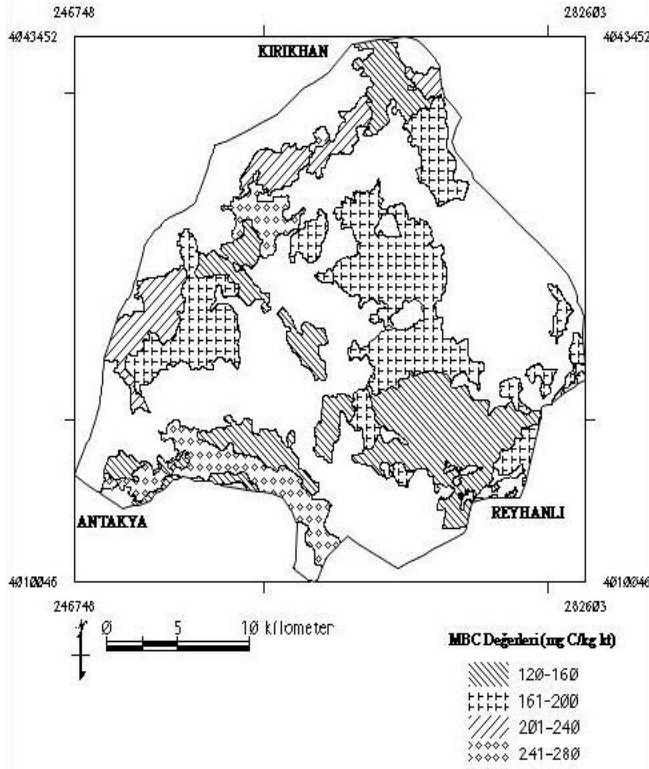 246748 282603
4043452 4043452
KIRIKHAN
ANTAKYA REYHANLI
4010046 4010046
246748 282603
0 5 10 kilometer
MBC Değerleri (mg C/kg kt)
120-160
161-200
201-240
241-280